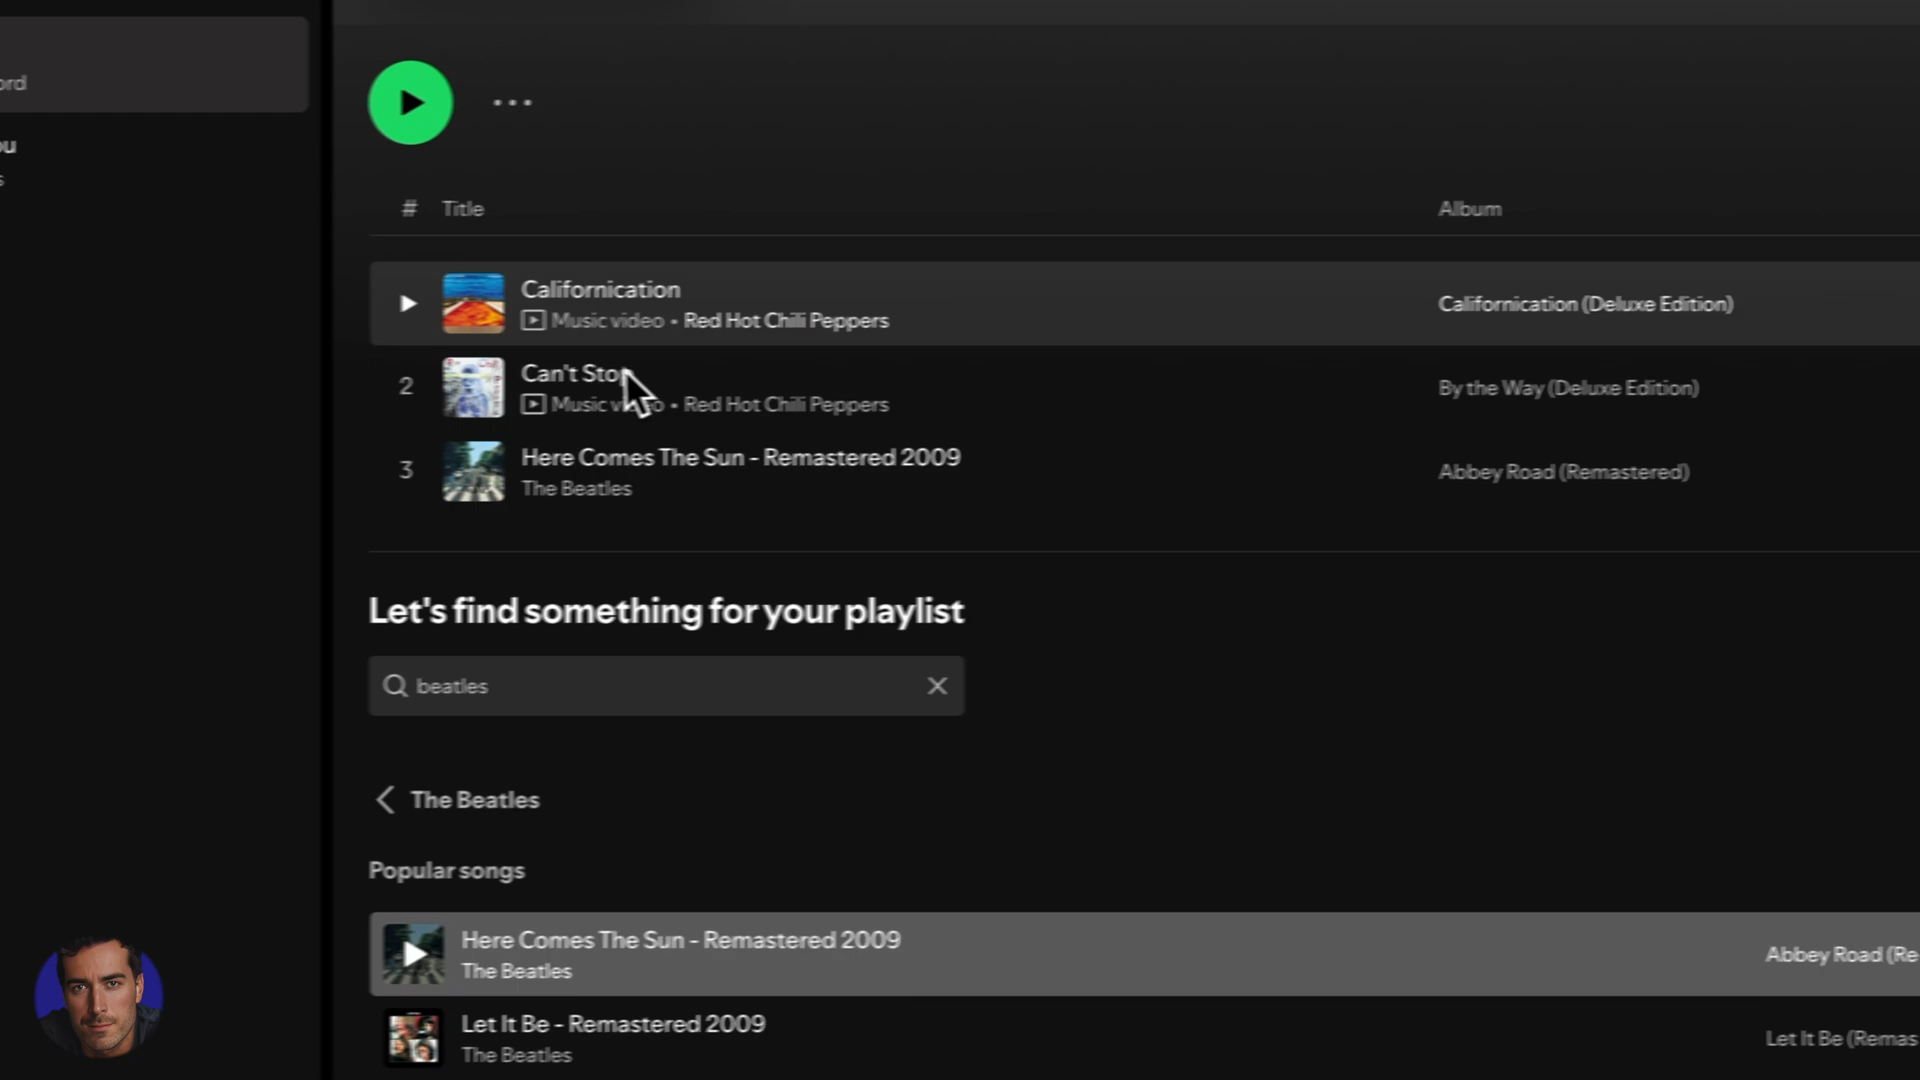 ord
ou
s
# Title Album
Californication
Music video • Red Hot Chili Peppers
Californication (Deluxe Edition)
2 Can't Stop
Music video • Red Hot Chili Peppers
By the Way (Deluxe Edition)
3 Here Comes The Sun - Remastered 2009
The Beatles
Abbey Road (Remastered)
Let's find something for your playlist
beatles
The Beatles
Popular songs
Here Comes The Sun - Remastered 2009
The Beatles
Abbey Road (Re
Let It Be - Remastered 2009
The Beatles
Let It Be (Remas